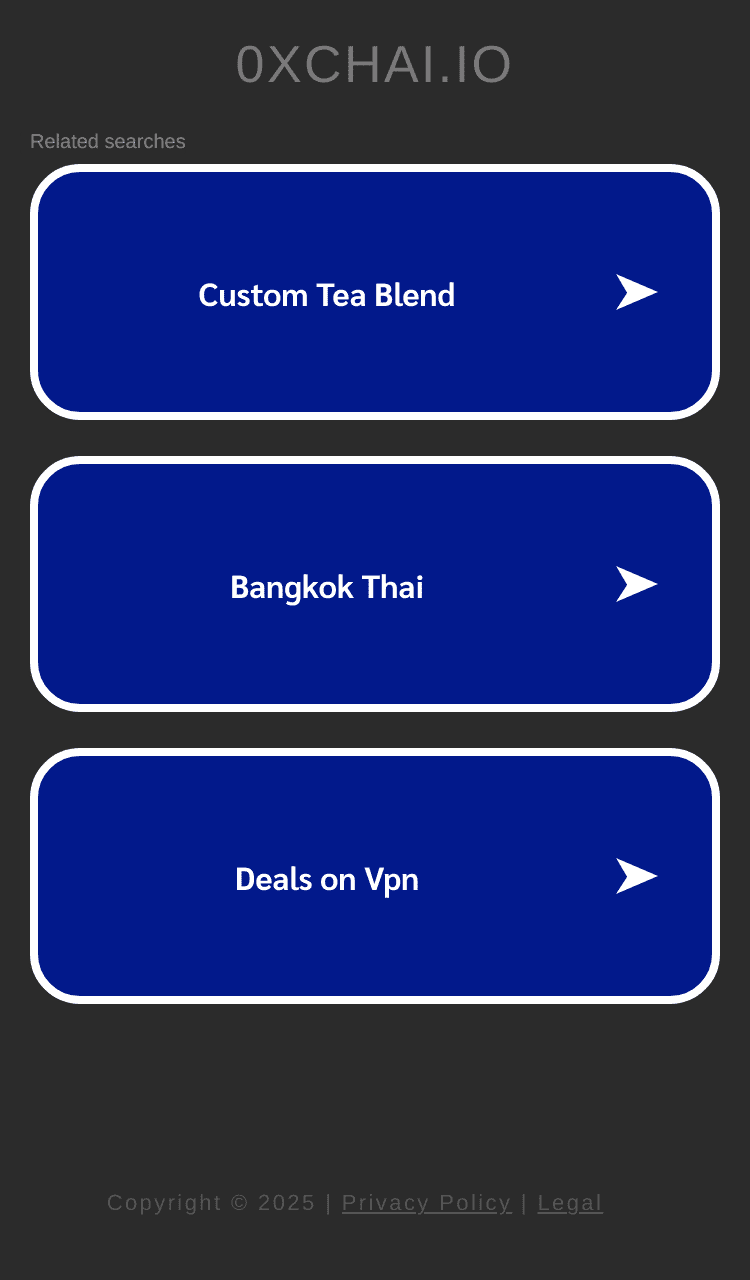 0XCHAI.IO
Related searches
Custom Tea Blend
Bangkok Thai
Deals on Vpn
Copyright © 2025 | Privacy Policy | Legal